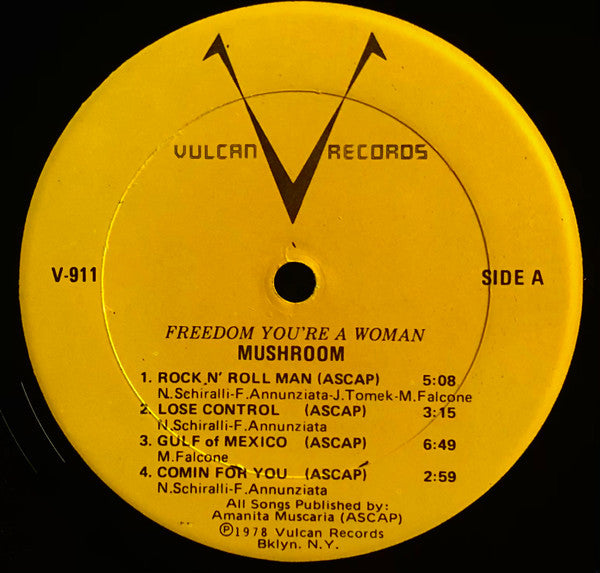 VULCAN RECORDS
V-911
SIDE A
FREEDOM YOU'RE A WOMAN
MUSHROOM
1. ROCK N' ROLL MAN (ASCAP) 5:08
N.Schiralli-F.Annunziata-J.Tomek-M.Falcone
2. LOSE CONTROL (ASCAP) 3:15
N.Schiralli-F.Annunziata
3. GULF of MEXICO (ASCAP) 6:49
M.Falcone
4. COMIN FOR YOU (ASCAP) 2:59
N.Schiralli-F.Annunziata
All Songs Published by:
Amanita Muscaria (ASCAP)
Ⓟ1978 Vulcan Records
Bklyn. N.Y.